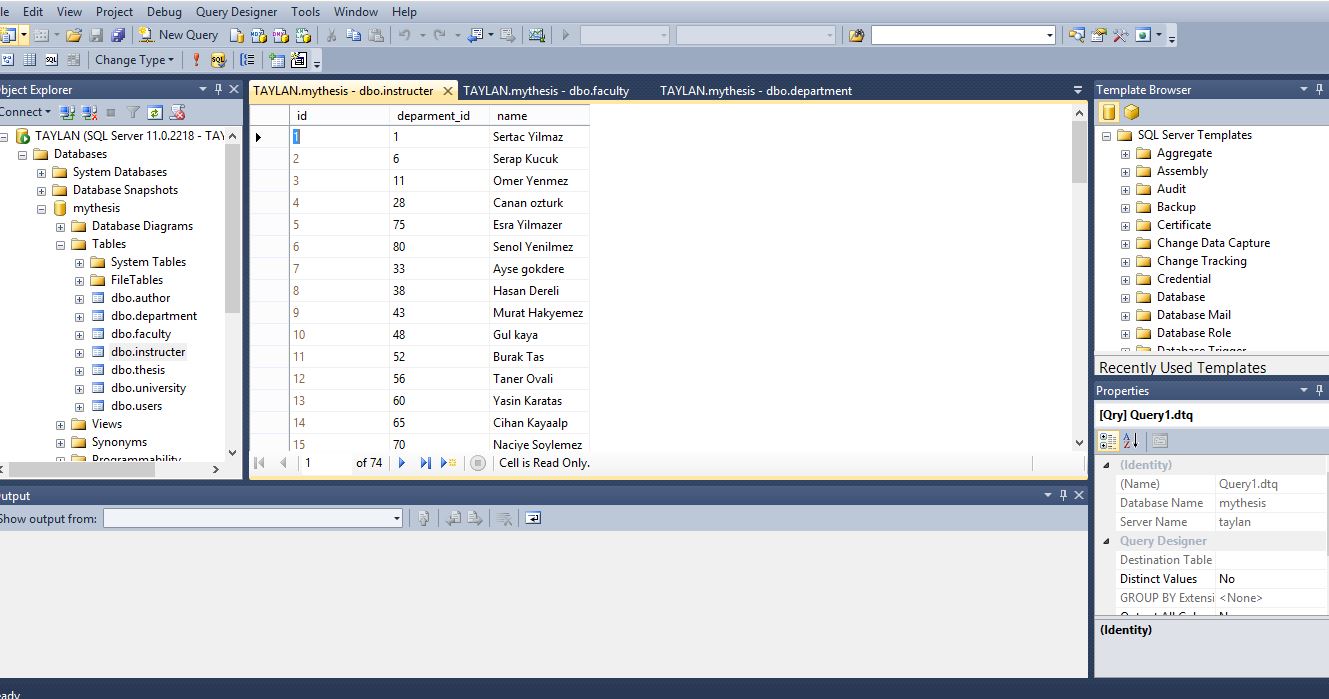 le Edit View Project Debug Query Designer Tools Window Help
New Query
Change Type
bject Explorer
Connect
TAYLAN (SQL Server 11.0.2218 - TAY
Databases
System Databases
Database Snapshots
mythesis
Database Diagrams
Tables
System Tables
FileTables
dbo.author
dbo.department
dbo.faculty
dbo.instructer
dbo.thesis
dbo.university
dbo.users
Views
Synonyms
Programmability
TAYLAN.mythesis - dbo.instructer TAYLAN.mythesis - dbo.faculty TAYLAN.mythesis - dbo.department
id deparment_id name
1 1 Sertac Yilmaz
2 6 Serap Kucuk
3 11 Omer Yenmez
4 28 Canan ozturk
5 75 Esra Yilmazer
6 80 Senol Yenilmez
7 33 Ayse gokdere
8 38 Hasan Dereli
9 43 Murat Hakyemez
10 48 Gul kaya
11 52 Burak Tas
12 56 Taner Ovali
13 60 Yasin Karatas
14 65 Cihan Kayaalp
15 70 Naciye Soylemez
1 of 74 Cell is Read Only.
Template Browser
SQL Server Templates
Aggregate
Assembly
Audit
Backup
Certificate
Change Data Capture
Change Tracking
Credential
Database
Database Mail
Database Role
Database Trigger
Recently Used Templates
Properties
[Qry] Query1.dtq
(Identity)
(Name) Query1.dtq
Database Name mythesis
Server Name taylan
Query Designer
Destination Table
Distinct Values No
GROUP BY Extensi <None>
(Identity)
utput
Show output from:
ady